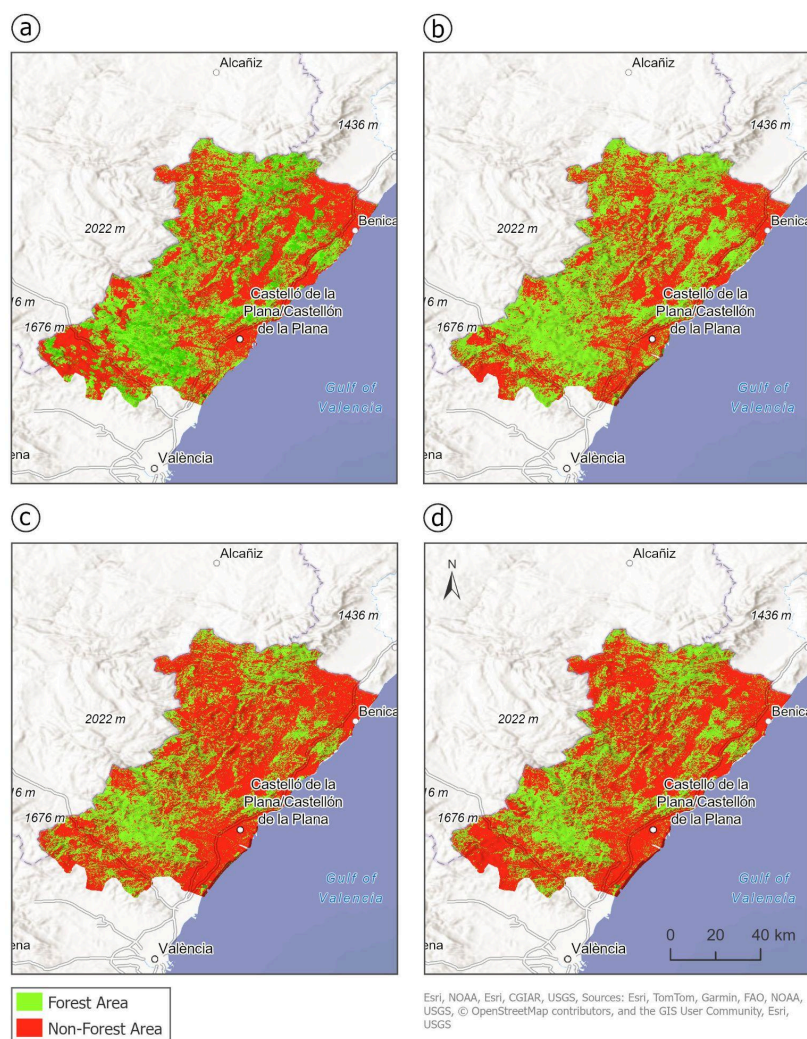 a
Alcañiz
1436 m
2022 m
Benica
Castelló de la
Plana/Castellón
de la Plana
16 m
1676 m
Gulf of
Valencia
València
ena
b
Alcañiz
1436 m
2022 m
Benica
Castelló de la
Plana/Castellón
de la Plana
16 m
1676 m
Gulf of
Valencia
València
ena
c
Alcañiz
1436 m
2022 m
Benica
Castelló de la
Plana/Castellón
de la Plana
16 m
1676 m
Gulf of
Valencia
València
ena
d
N
Alcañiz
1436 m
2022 m
Benica
Castelló de la
Plana/Castellón
de la Plana
16 m
1676 m
Gulf of
Valencia
València
ena
0 20 40 km
Forest Area
Non-Forest Area
Esri, NOAA, Esri, CGIAR, USGS, Sources: Esri, TomTom, Garmin, FAO, NOAA,
USGS, © OpenStreetMap contributors, and the GIS User Community, Esri,
USGS